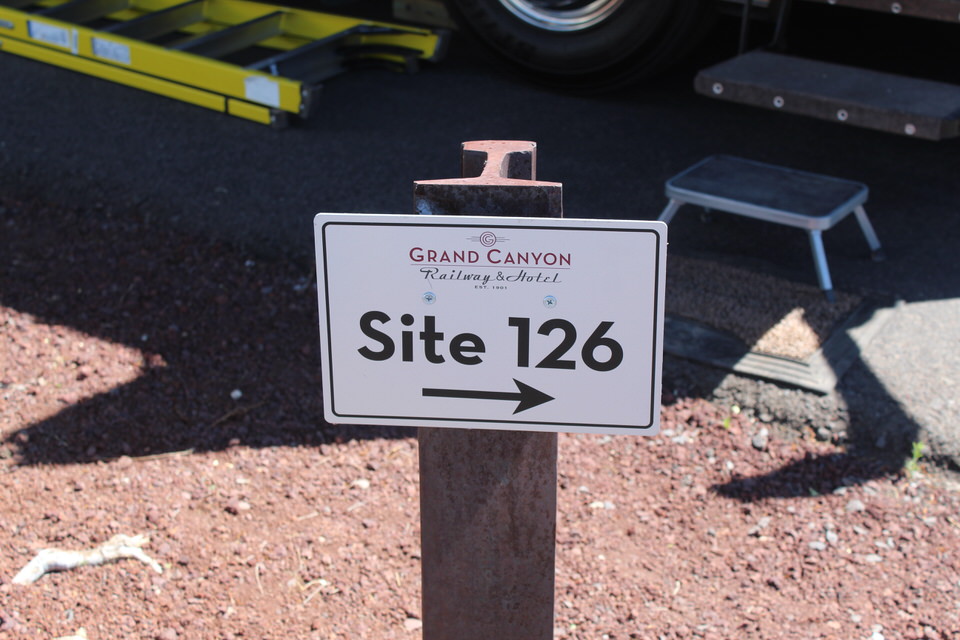 GRAND CANYON
Railway & Hotel
EST. 1901
Site 126